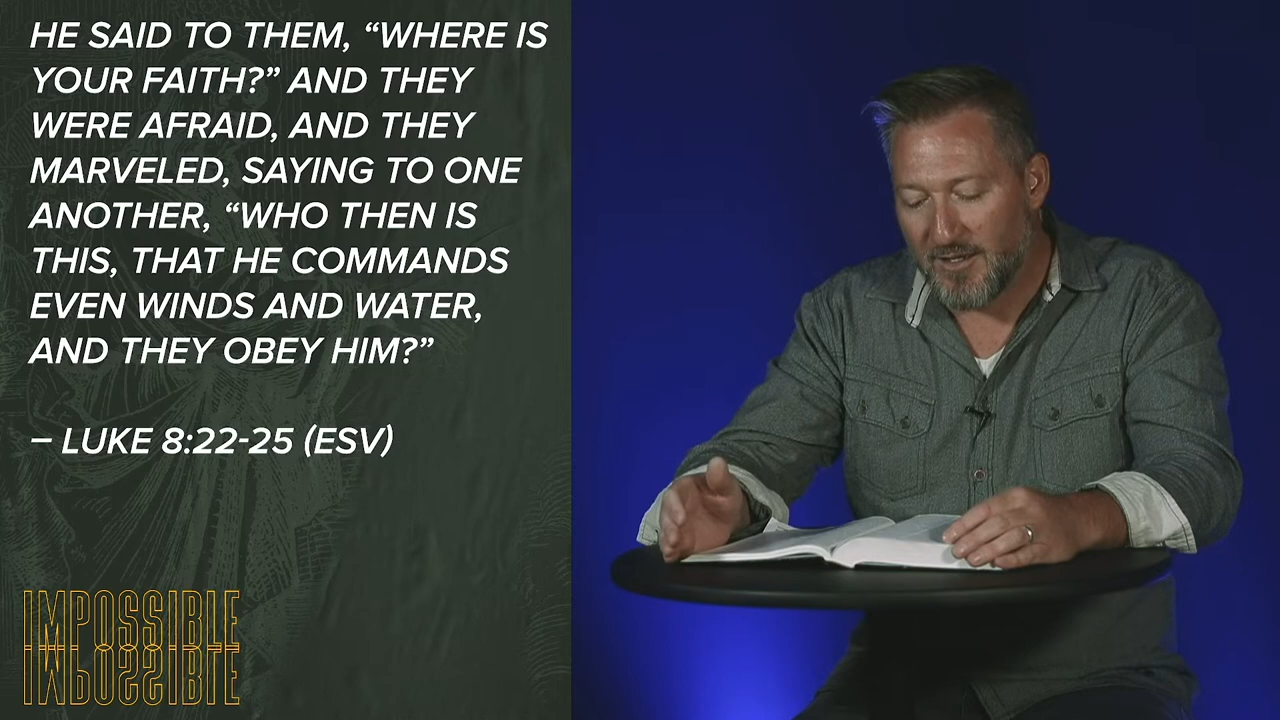 HE SAID TO THEM, “WHERE IS
YOUR FAITH?” AND THEY
WERE AFRAID, AND THEY
MARVELED, SAYING TO ONE
ANOTHER, “WHO THEN IS
THIS, THAT HE COMMANDS
EVEN WINDS AND WATER,
AND THEY OBEY HIM?”
– LUKE 8:22-25 (ESV)
IMPOSSIBLE
IMPOSSIBLE